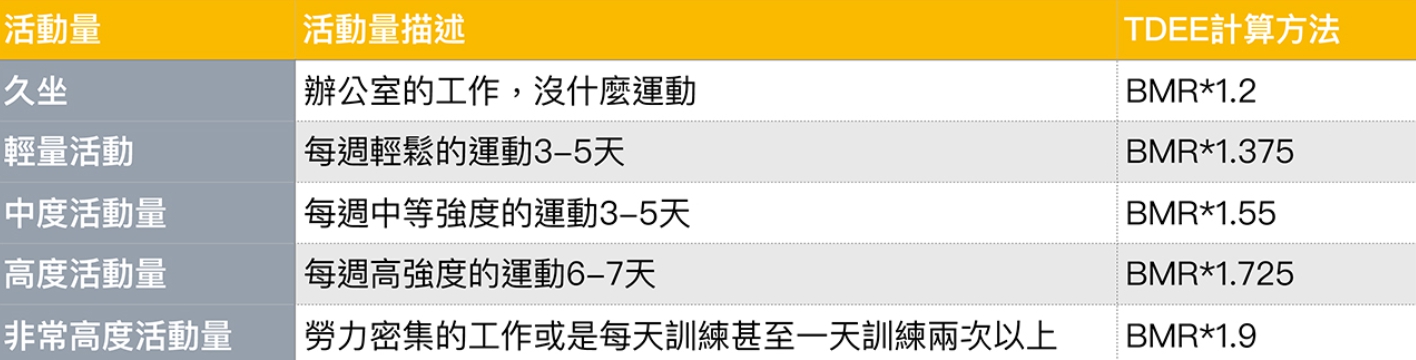 活動量 活動量描述 TDEE計算方法
久坐 辦公室的工作，沒什麼運動 BMR*1.2
輕量活動 每週輕鬆的運動3–5天 BMR*1.375
中度活動量 每週中等強度的運動3–5天 BMR*1.55
高度活動量 每週高強度的運動6–7天 BMR*1.725
非常高度活動量 勞力密集的工作或是每天訓練甚至一天訓練兩次以上 BMR*1.9